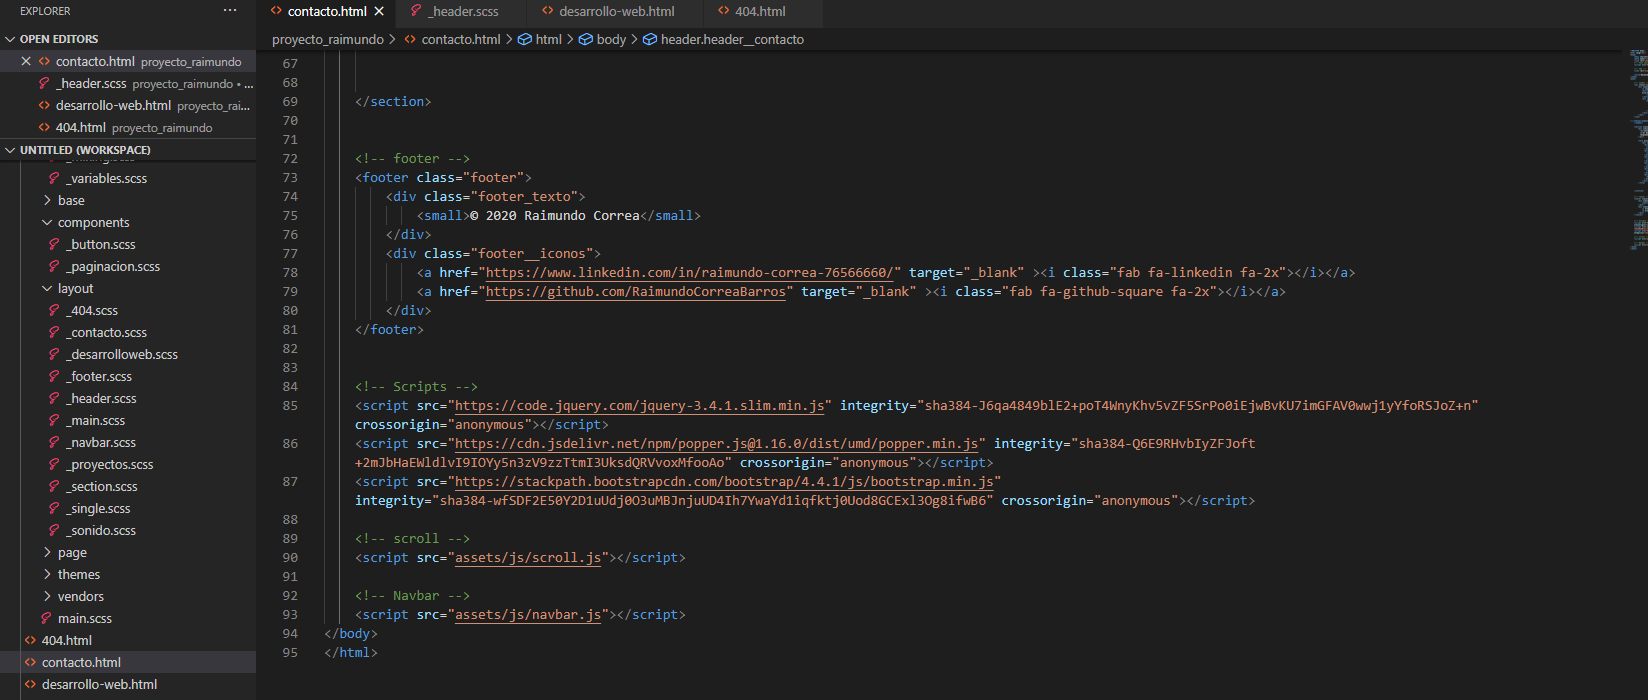 EXPLORER
···
OPEN EDITORS
contacto.html proyecto_raimundo
_header.scss proyecto_raimundo • ...
desarrollo-web.html proyecto_rai...
404.html proyecto_raimundo
UNTITLED (WORKSPACE)
_variables.scss
base
components
_button.scss
_paginacion.scss
layout
_404.scss
_contacto.scss
_desarrolloweb.scss
_footer.scss
_header.scss
_main.scss
_navbar.scss
_proyectos.scss
_section.scss
_single.scss
_sonido.scss
page
themes
vendors
main.scss
404.html
contacto.html
desarrollo-web.html
contacto.html
_header.scss
desarrollo-web.html
404.html
proyecto_raimundo > contacto.html > html > body > header.header__contacto
67
68
69 </section>
70
71
72 <!-- footer -->
73 <footer class="footer">
74 <div class="footer_texto">
75 <small>© 2020 Raimundo Correa</small>
76 </div>
77 <div class="footer__iconos">
78 <a href="https://www.linkedin.com/in/raimundo-correa-76566660/" target="_blank" ><i class="fab fa-linkedin fa-2x"></i></a>
79 <a href="https://github.com/RaimundoCorreaBarros" target="_blank" ><i class="fab fa-github-square fa-2x"></i></a>
80 </div>
81 </footer>
82
83
84 <!-- Scripts -->
85 <script src="https://code.jquery.com/jquery-3.4.1.slim.min.js" integrity="sha384-J6qa4849blE2+poT4WnyKhv5vZF5SrPo0iEjwBvKU7imGFAV0wwj1yYfoRSJoZ+n"
crossorigin="anonymous"></script>
86 <script src="https://cdn.jsdelivr.net/npm/popper.js@1.16.0/dist/umd/popper.min.js" integrity="sha384-Q6E9RHvbIyZFJoft
+2mJbHaEWldlvI9IOYy5n3zV9zzTtmI3UksdQRVvoxMfooAo" crossorigin="anonymous"></script>
87 <script src="https://stackpath.bootstrapcdn.com/bootstrap/4.4.1/js/bootstrap.min.js"
integrity="sha384-wfSDF2E50Y2D1uUdj0O3uMBJnjuUD4Ih7YwaYd1iqfktj0Uod8GCExl3Og8ifwB6" crossorigin="anonymous"></script>
88
89 <!-- scroll -->
90 <script src="assets/js/scroll.js"></script>
91
92 <!-- Navbar -->
93 <script src="assets/js/navbar.js"></script>
94 </body>
95 </html>